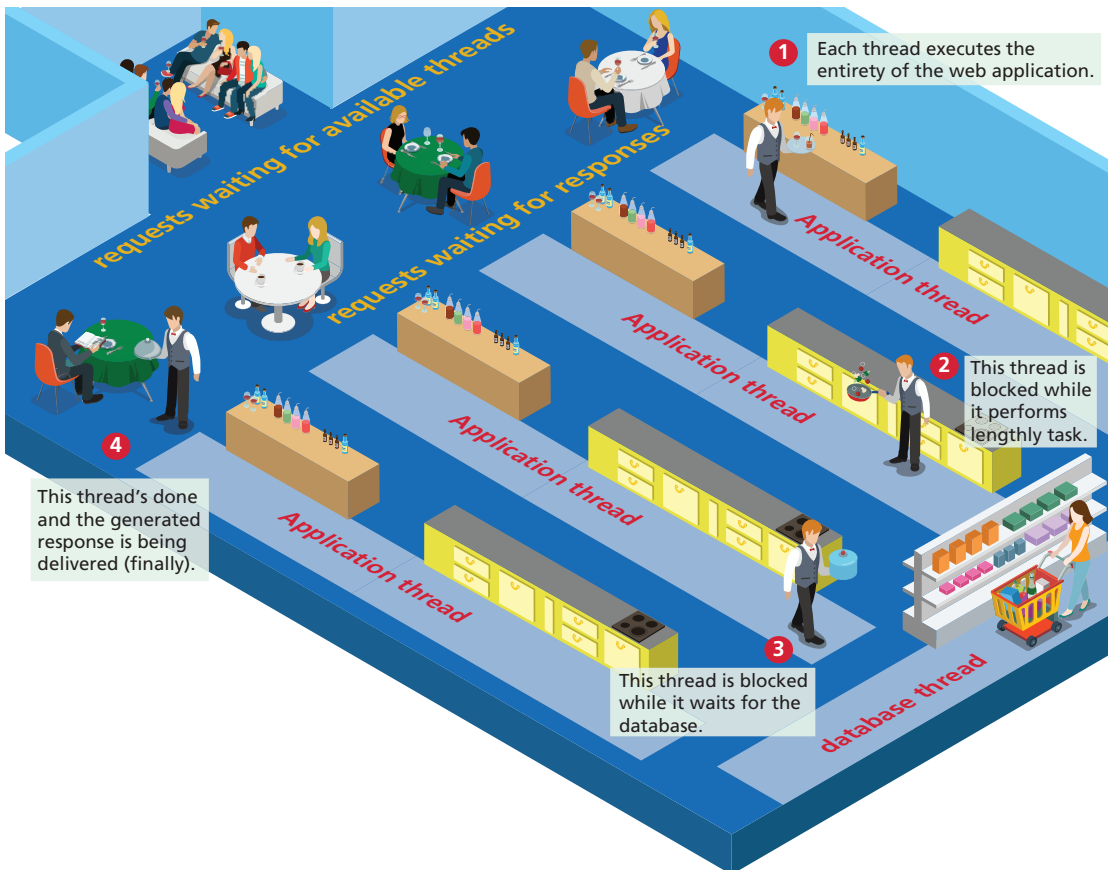 requests waiting for available threads
requests waiting for responses
1
Each thread executes the
entirety of the web application.
Application thread
Application thread
2
This thread is
blocked while
it performs
lengthly task.
Application thread
4
This thread's done
and the generated
response is being
delivered (finally).
Application thread
3
This thread is blocked
while it waits for the
database.
database thread